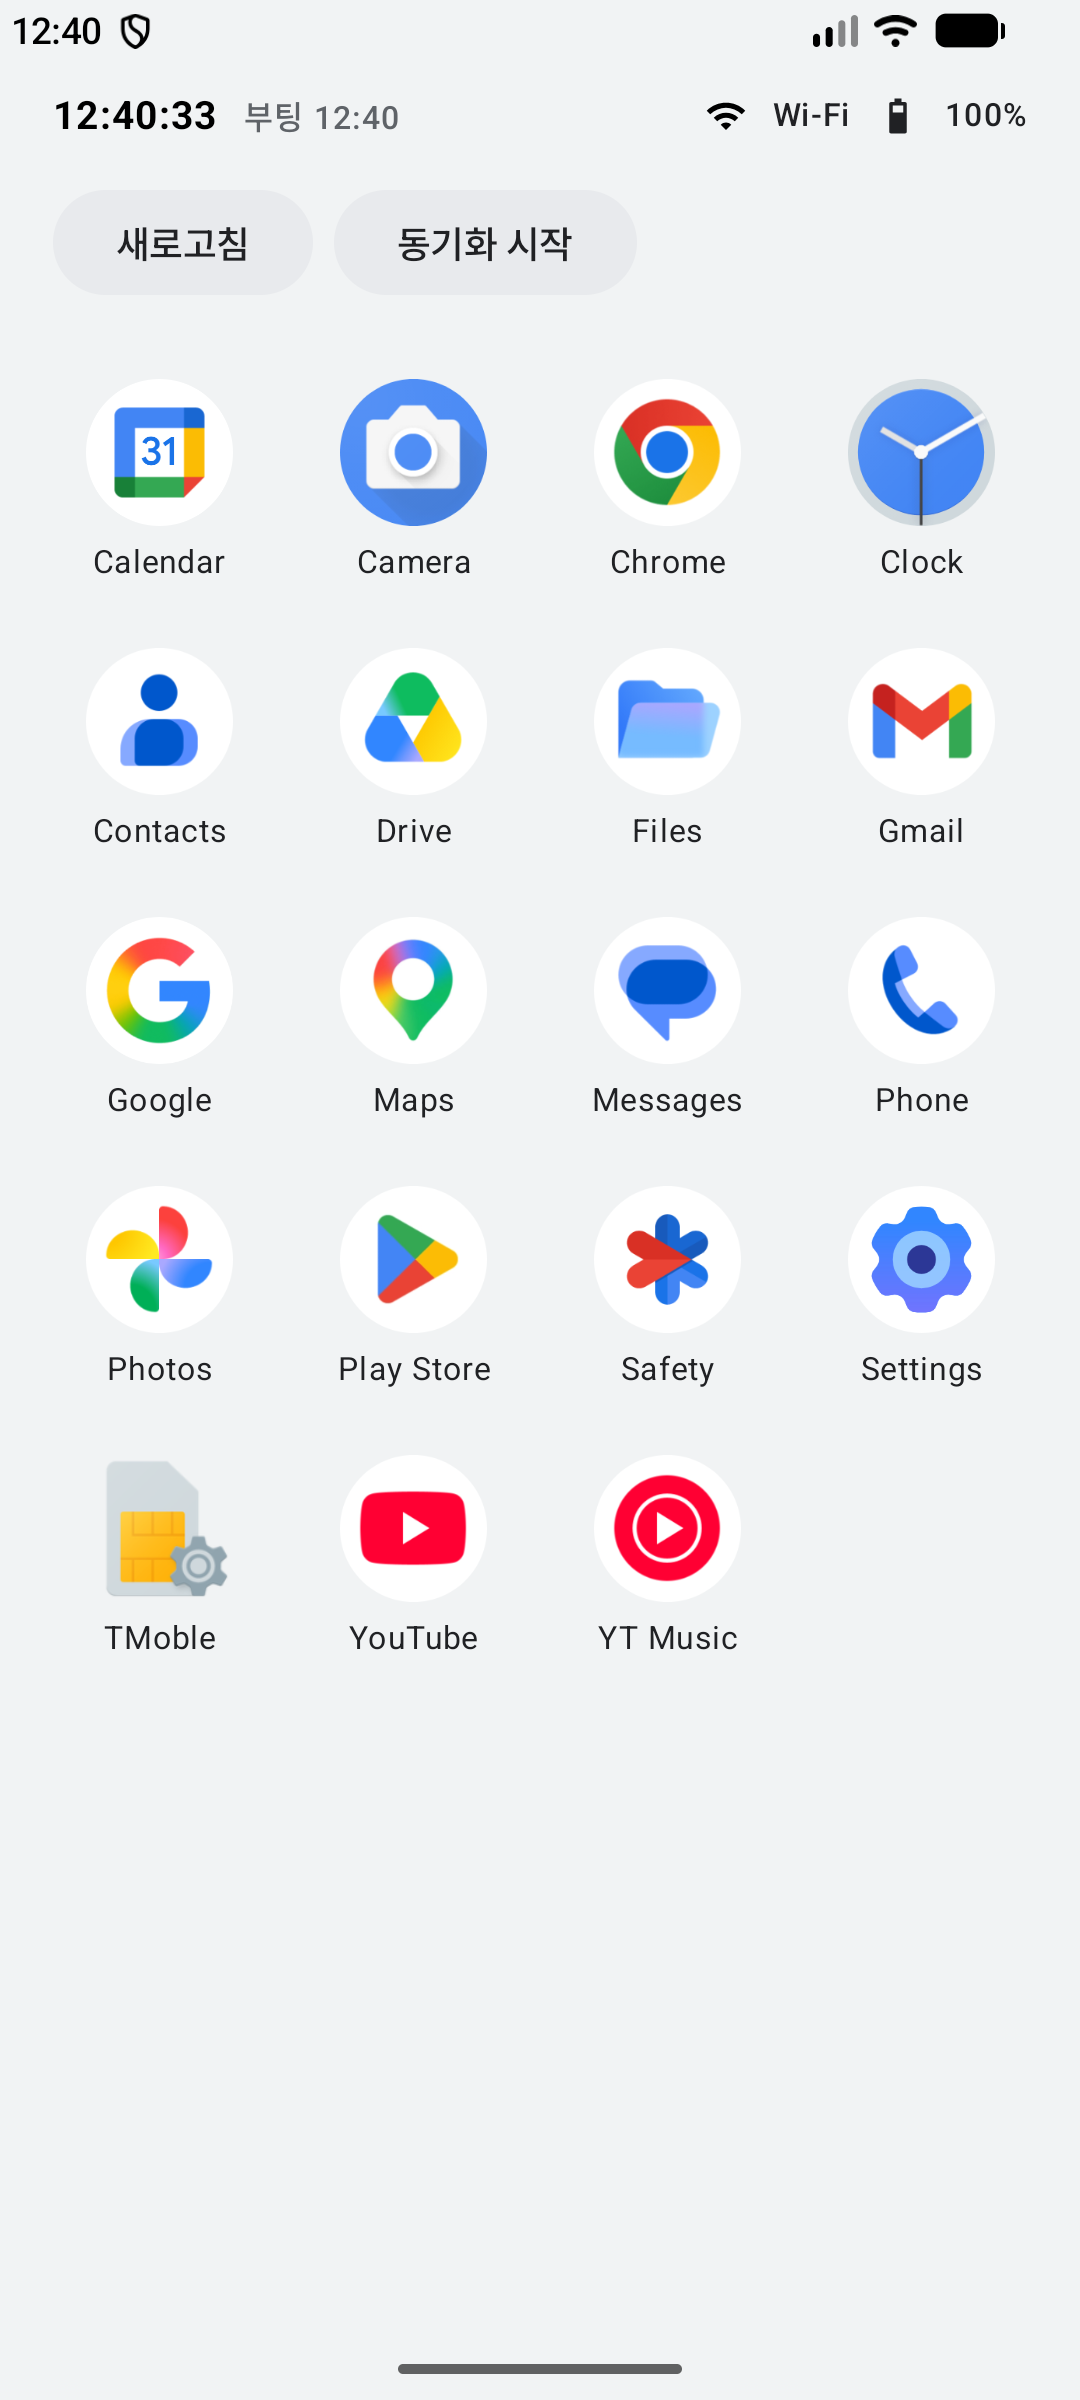 12:40
12:40:33 부팅 12:40 Wi-Fi 100%
새로고침 동기화 시작
31
Calendar Camera Chrome Clock
Contacts Drive Files Gmail
Google Maps Messages Phone
Photos Play Store Safety Settings
TMoble YouTube YT Music